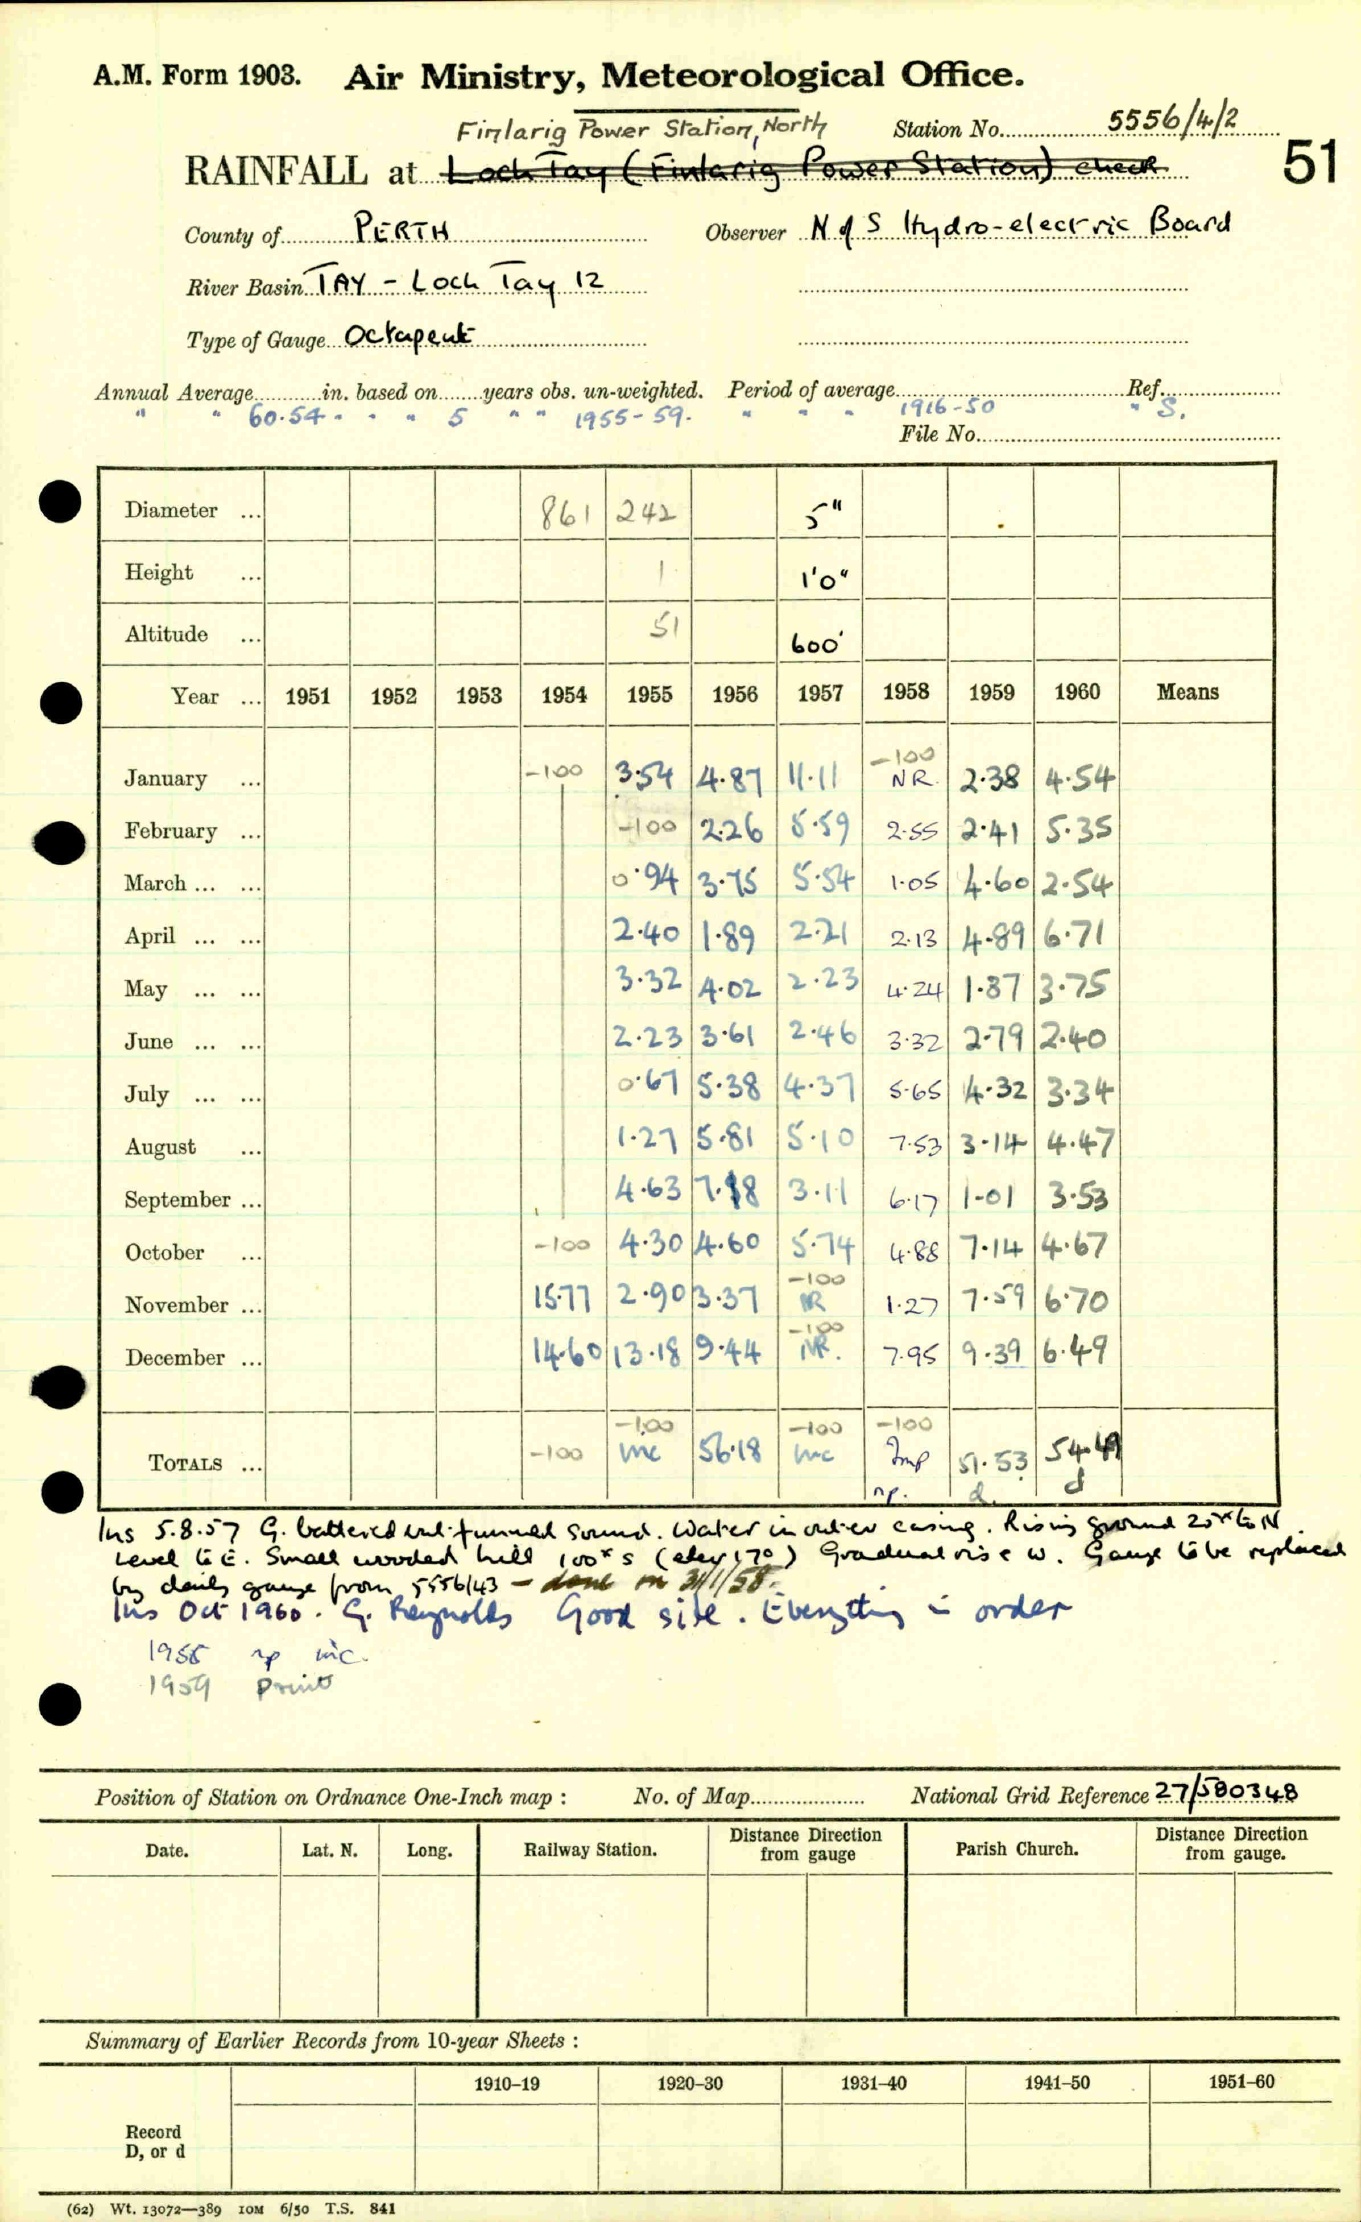 A.M. Form 1903. Air Ministry, Meteorological Office.
Finlarig Power Station, North Station No. 5556/4/2
51
RAINFALL at Loch Tay (Finlarig Power Station) check
County of PERTH Observer N of S Hydro-electric Board
River Basin TAY - Loch Tay 12
Type of Gauge Octapent
Annual Average in. based on years obs. un-weighted. Period of average Ref.
" " 60.54 " " " 5 " " 1955-59. " " " 1916-50 " S.
File No.
Diameter ... 861 242 5"
Height ... 1 1'0"
Altitude ... 51 600'
Year ... 1951 1952 1953 1954 1955 1956 1957 1958 1959 1960 Means
January ... -100 3.54 4.87 11.11 -100 NR. 2.38 4.54
February ... -100 2.26 5.59 2.55 2.41 5.35
March ... ... 0.94 3.75 5.54 1.05 4.60 2.54
April ... ... 2.40 1.89 2.21 2.13 4.89 6.71
May ... ... 3.32 4.02 2.23 4.24 1.87 3.75
June ... ... 2.23 3.61 2.46 3.32 2.79 2.40
July ... ... 0.67 5.38 4.37 5.65 4.32 3.34
August ... 1.27 5.81 5.10 7.53 3.14 4.47
September ... 4.63 7.18 3.11 6.17 1.01 3.53
October ... -100 4.30 4.60 5.74 4.88 7.14 4.67
November ... 15.77 2.90 3.37 -100 NR 1.27 7.59 6.70
December ... 14.60 13.18 9.44 -100 NR. 7.95 9.39 6.49
TOTALS ... -100 -100 inc 56.18 -100 inc -100 Imp np. 51.53 d. 54.49 d
Ins 5.8.57 G. battered but funnel sound. Water in outer casing. Rising ground 25x to N.
Level to E. Small wooded hill 100x S (elev 17°) Gradual rise W. Gauge to be replaced
by daily gauge from 5556/43 - done on 31/1/58.
Ins Oct 1960. G. Reynolds Good site. Everything in order
1958 np inc.
1959 print
Position of Station on Ordnance One-Inch map : No. of Map National Grid Reference 27/580348
Date. Lat. N. Long. Railway Station. Distance Direction from gauge Parish Church. Distance Direction from gauge.
Summary of Earlier Records from 10-year Sheets :
1910-19 1920-30 1931-40 1941-50 1951-60
Record
D, or d
(62) Wt. 13072—389 10M 6/50 T.S. 841